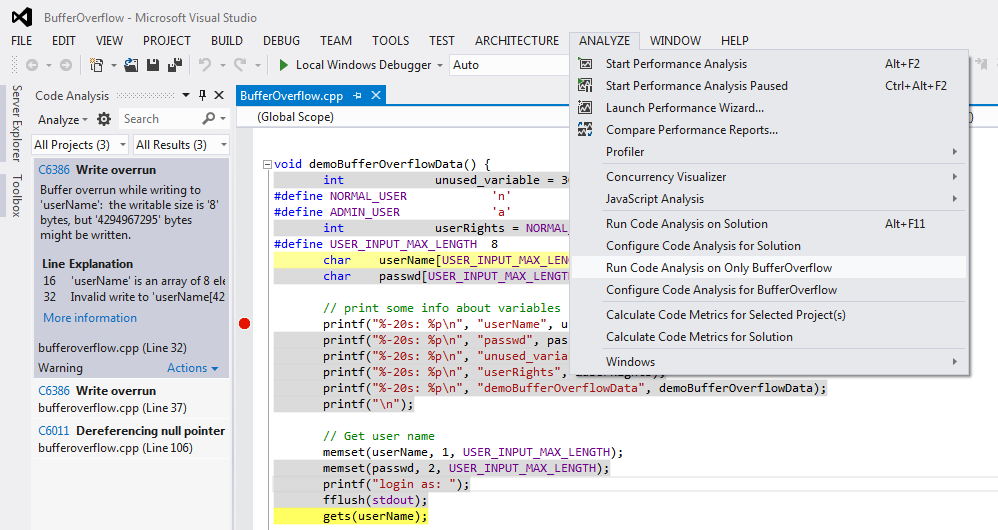 BufferOverflow - Microsoft Visual Studio
FILE EDIT VIEW PROJECT BUILD DEBUG TEAM TOOLS TEST ARCHITECTURE ANALYZE WINDOW HELP
Local Windows Debugger Auto
Server Explorer
Toolbox
Code Analysis
Analyze Search
All Projects (3) All Results (3)
C6386 Write overrun
Buffer overrun while writing to
'userName': the writable size is '8'
bytes, but '4294967295' bytes
might be written.
Line Explanation
16 'userName' is an array of 8 ele
32 Invalid write to 'userName[42
More information
bufferoverflow.cpp (Line 32)
Warning Actions
C6386 Write overrun
bufferoverflow.cpp (Line 37)
C6011 Dereferencing null pointer
bufferoverflow.cpp (Line 106)
BufferOverflow.cpp
(Global Scope)
void demoBufferOverflowData() {
int unused_variable = 30
#define NORMAL_USER 'n'
#define ADMIN_USER 'a'
int userRights = NORMAL_
#define USER_INPUT_MAX_LENGTH 8
char userName[USER_INPUT_MAX_LENG
char passwd[USER_INPUT_MAX_LENGTH
// print some info about variables
printf("%-20s: %p\n", "userName", u
printf("%-20s: %p\n", "passwd", pas
printf("%-20s: %p\n", "unused_varia
printf("%-20s: %p\n", "userRights", &userRights);
printf("%-20s: %p\n", "demoBufferOverflowData", demoBufferOverflowData);
printf("\n");
// Get user name
memset(userName, 1, USER_INPUT_MAX_LENGTH);
memset(passwd, 2, USER_INPUT_MAX_LENGTH);
printf("login as: ");
fflush(stdout);
gets(userName);
Start Performance Analysis Alt+F2
Start Performance Analysis Paused Ctrl+Alt+F2
Launch Performance Wizard...
Compare Performance Reports...
Profiler
Concurrency Visualizer
JavaScript Analysis
Run Code Analysis on Solution Alt+F11
Configure Code Analysis for Solution
Run Code Analysis on Only BufferOverflow
Configure Code Analysis for BufferOverflow
Calculate Code Metrics for Selected Project(s)
Calculate Code Metrics for Solution
Windows